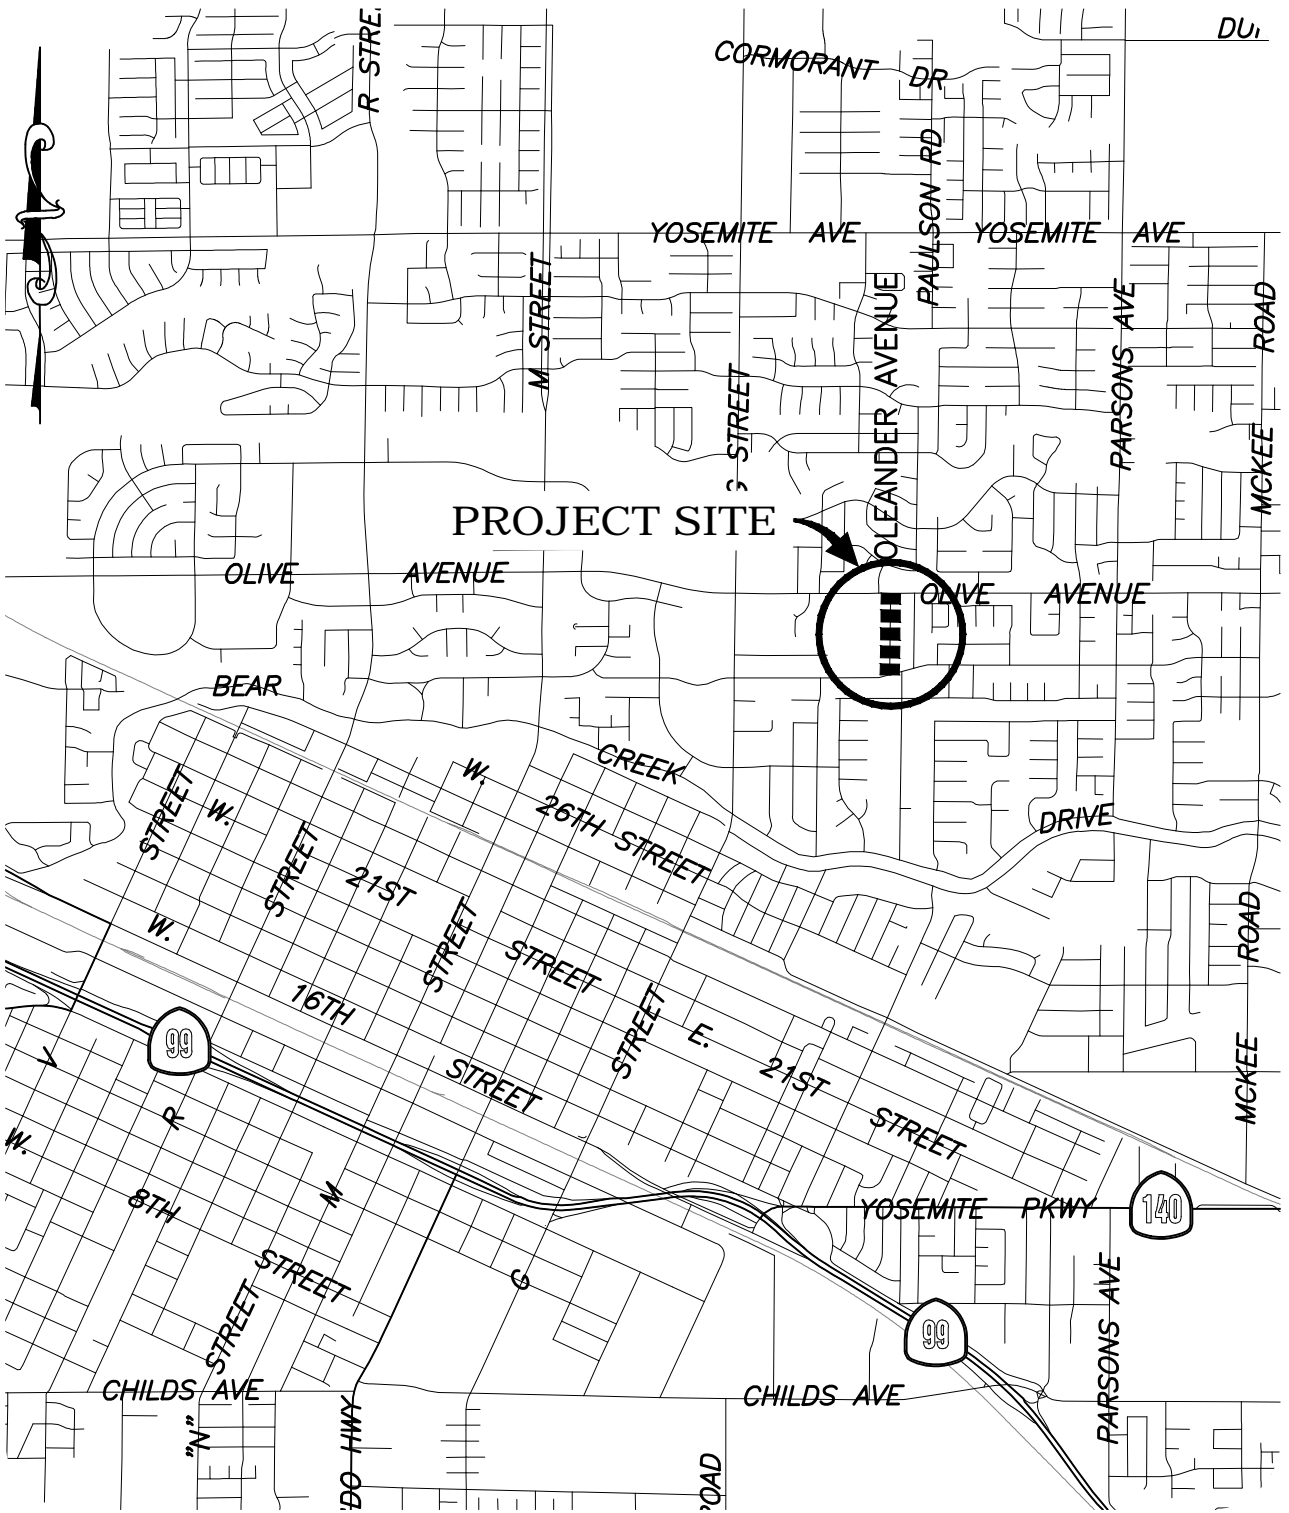 DU
R STRE
CORMORANT DR
PAULSON RD
YOSEMITE AVE
YOSEMITE AVE
M STREET
OLEANDER AVENUE
PARSONS AVE
MCKEE ROAD
STREET
PROJECT SITE
OLIVE AVENUE
OLIVE AVENUE
BEAR
CREEK
DRIVE
W.
26TH STREET
STREET
W.
STREET
21ST
STREET
STREET
W.
16TH
STREET
STREET
E.
21ST
STREET
MCKEE ROAD
99
V
R
W.
8TH
M
STREET
STREET
G
YOSEMITE PKWY
140
99
PARSONS AVE
CHILDS AVE
CHILDS AVE
"N"
DO HWY
ROAD